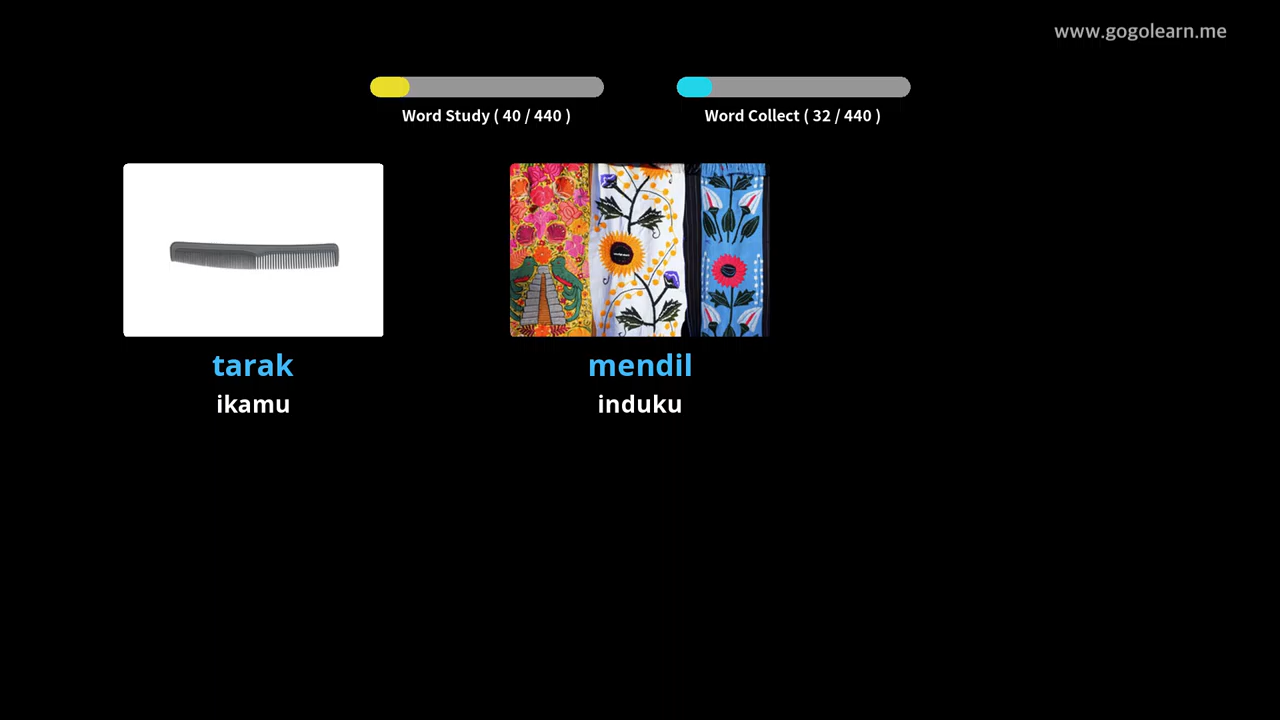 www.gogolearn.me
Word Study ( 40 / 440 )
Word Collect ( 32 / 440 )
tarak
mendil
ikamu
induku